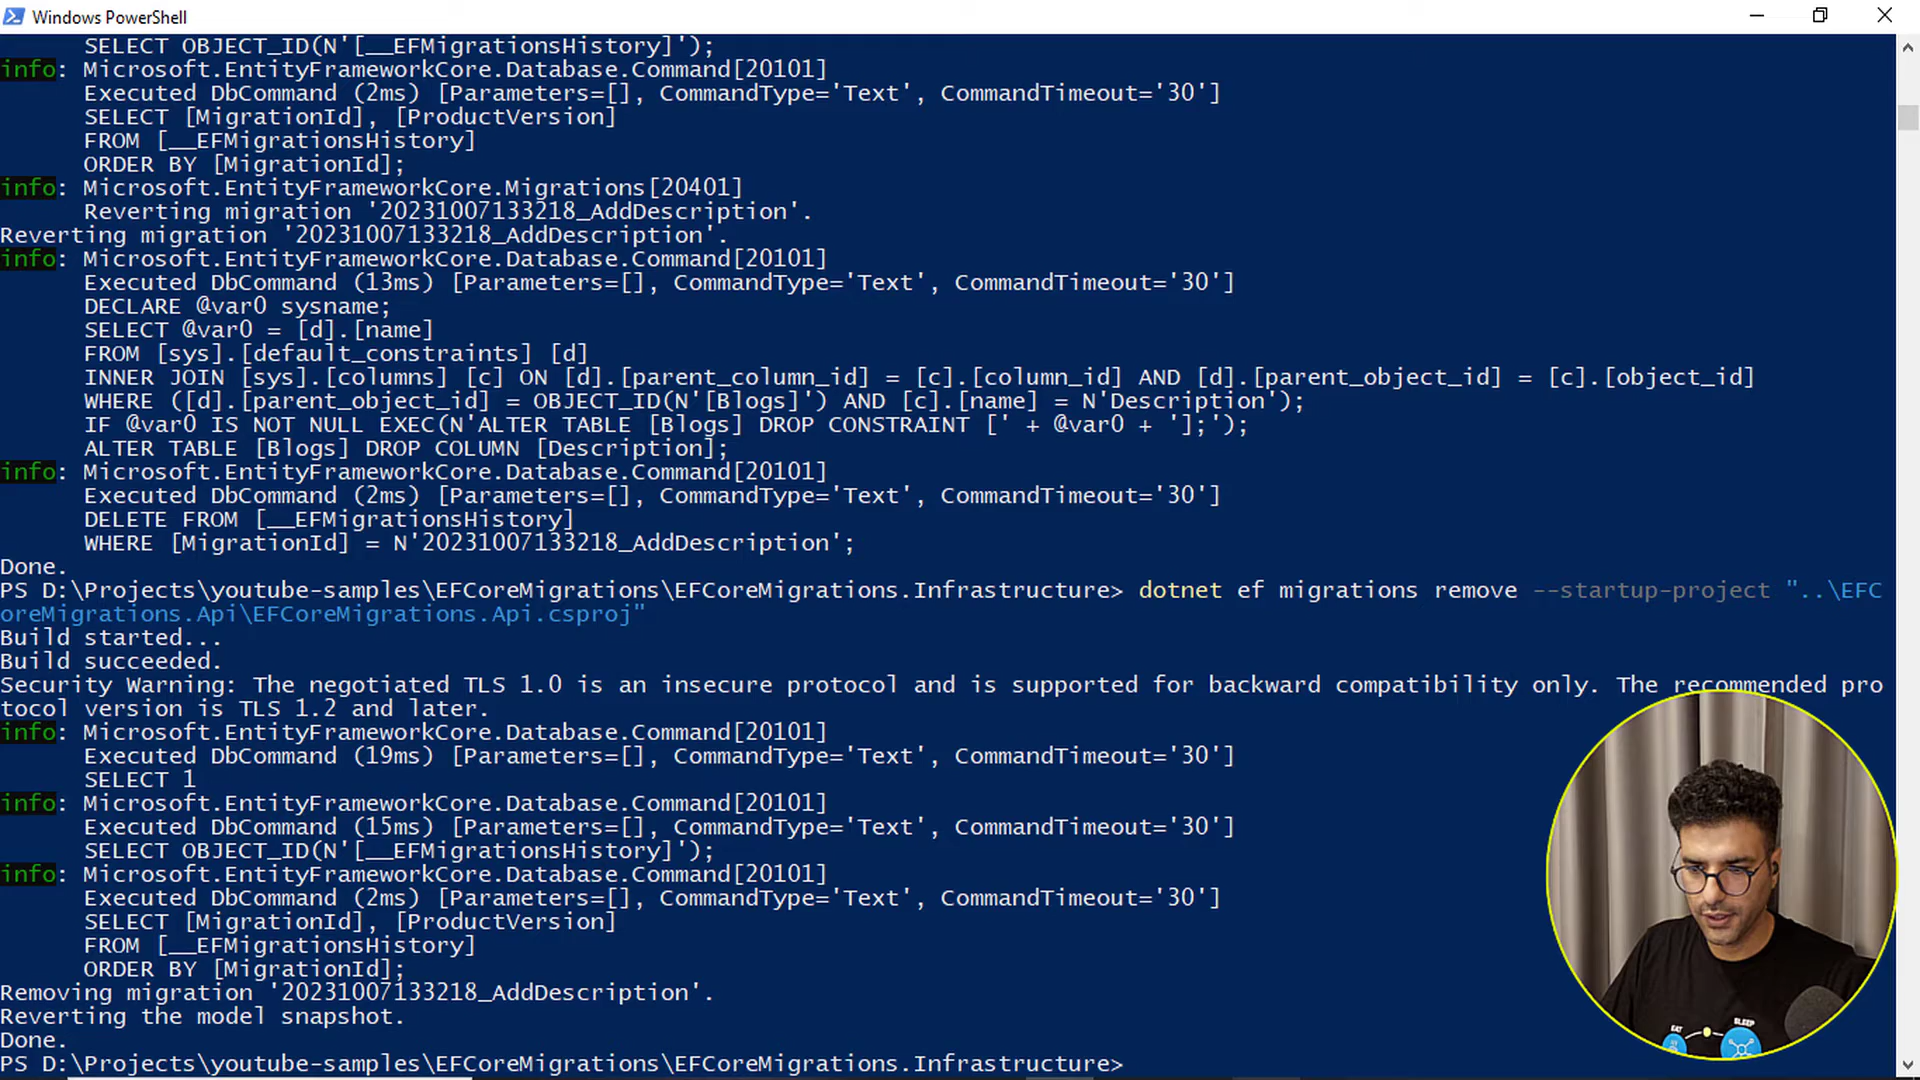 Windows PowerShell
SELECT OBJECT_ID(N'[__EFMigrationsHistory]');
info: Microsoft.EntityFrameworkCore.Database.Command[20101]
Executed DbCommand (2ms) [Parameters=[], CommandType='Text', CommandTimeout='30']
SELECT [MigrationId], [ProductVersion]
FROM [__EFMigrationsHistory]
ORDER BY [MigrationId];
info: Microsoft.EntityFrameworkCore.Migrations[20401]
Reverting migration '20231007133218_AddDescription'.
Reverting migration '20231007133218_AddDescription'.
info: Microsoft.EntityFrameworkCore.Database.Command[20101]
Executed DbCommand (13ms) [Parameters=[], CommandType='Text', CommandTimeout='30']
DECLARE @var0 sysname;
SELECT @var0 = [d].[name]
FROM [sys].[default_constraints] [d]
INNER JOIN [sys].[columns] [c] ON [d].[parent_column_id] = [c].[column_id] AND [d].[parent_object_id] = [c].[object_id]
WHERE ([d].[parent_object_id] = OBJECT_ID(N'[Blogs]') AND [c].[name] = N'Description');
IF @var0 IS NOT NULL EXEC(N'ALTER TABLE [Blogs] DROP CONSTRAINT [' + @var0 + '];');
ALTER TABLE [Blogs] DROP COLUMN [Description];
info: Microsoft.EntityFrameworkCore.Database.Command[20101]
Executed DbCommand (2ms) [Parameters=[], CommandType='Text', CommandTimeout='30']
DELETE FROM [__EFMigrationsHistory]
WHERE [MigrationId] = N'20231007133218_AddDescription';
Done.
PS D:\Projects\youtube-samples\EFCoreMigrations\EFCoreMigrations.Infrastructure> dotnet ef migrations remove --startup-project "..\EFC
oreMigrations.Api\EFCoreMigrations.Api.csproj"
Build started...
Build succeeded.
Security Warning: The negotiated TLS 1.0 is an insecure protocol and is supported for backward compatibility only. The recommended pro
tocol version is TLS 1.2 and later.
info: Microsoft.EntityFrameworkCore.Database.Command[20101]
Executed DbCommand (19ms) [Parameters=[], CommandType='Text', CommandTimeout='30']
SELECT 1
info: Microsoft.EntityFrameworkCore.Database.Command[20101]
Executed DbCommand (15ms) [Parameters=[], CommandType='Text', CommandTimeout='30']
SELECT OBJECT_ID(N'[__EFMigrationsHistory]');
info: Microsoft.EntityFrameworkCore.Database.Command[20101]
Executed DbCommand (2ms) [Parameters=[], CommandType='Text', CommandTimeout='30']
SELECT [MigrationId], [ProductVersion]
FROM [__EFMigrationsHistory]
ORDER BY [MigrationId];
Removing migration '20231007133218_AddDescription'.
Reverting the model snapshot.
Done.
PS D:\Projects\youtube-samples\EFCoreMigrations\EFCoreMigrations.Infrastructure>
EAT
SLEEP